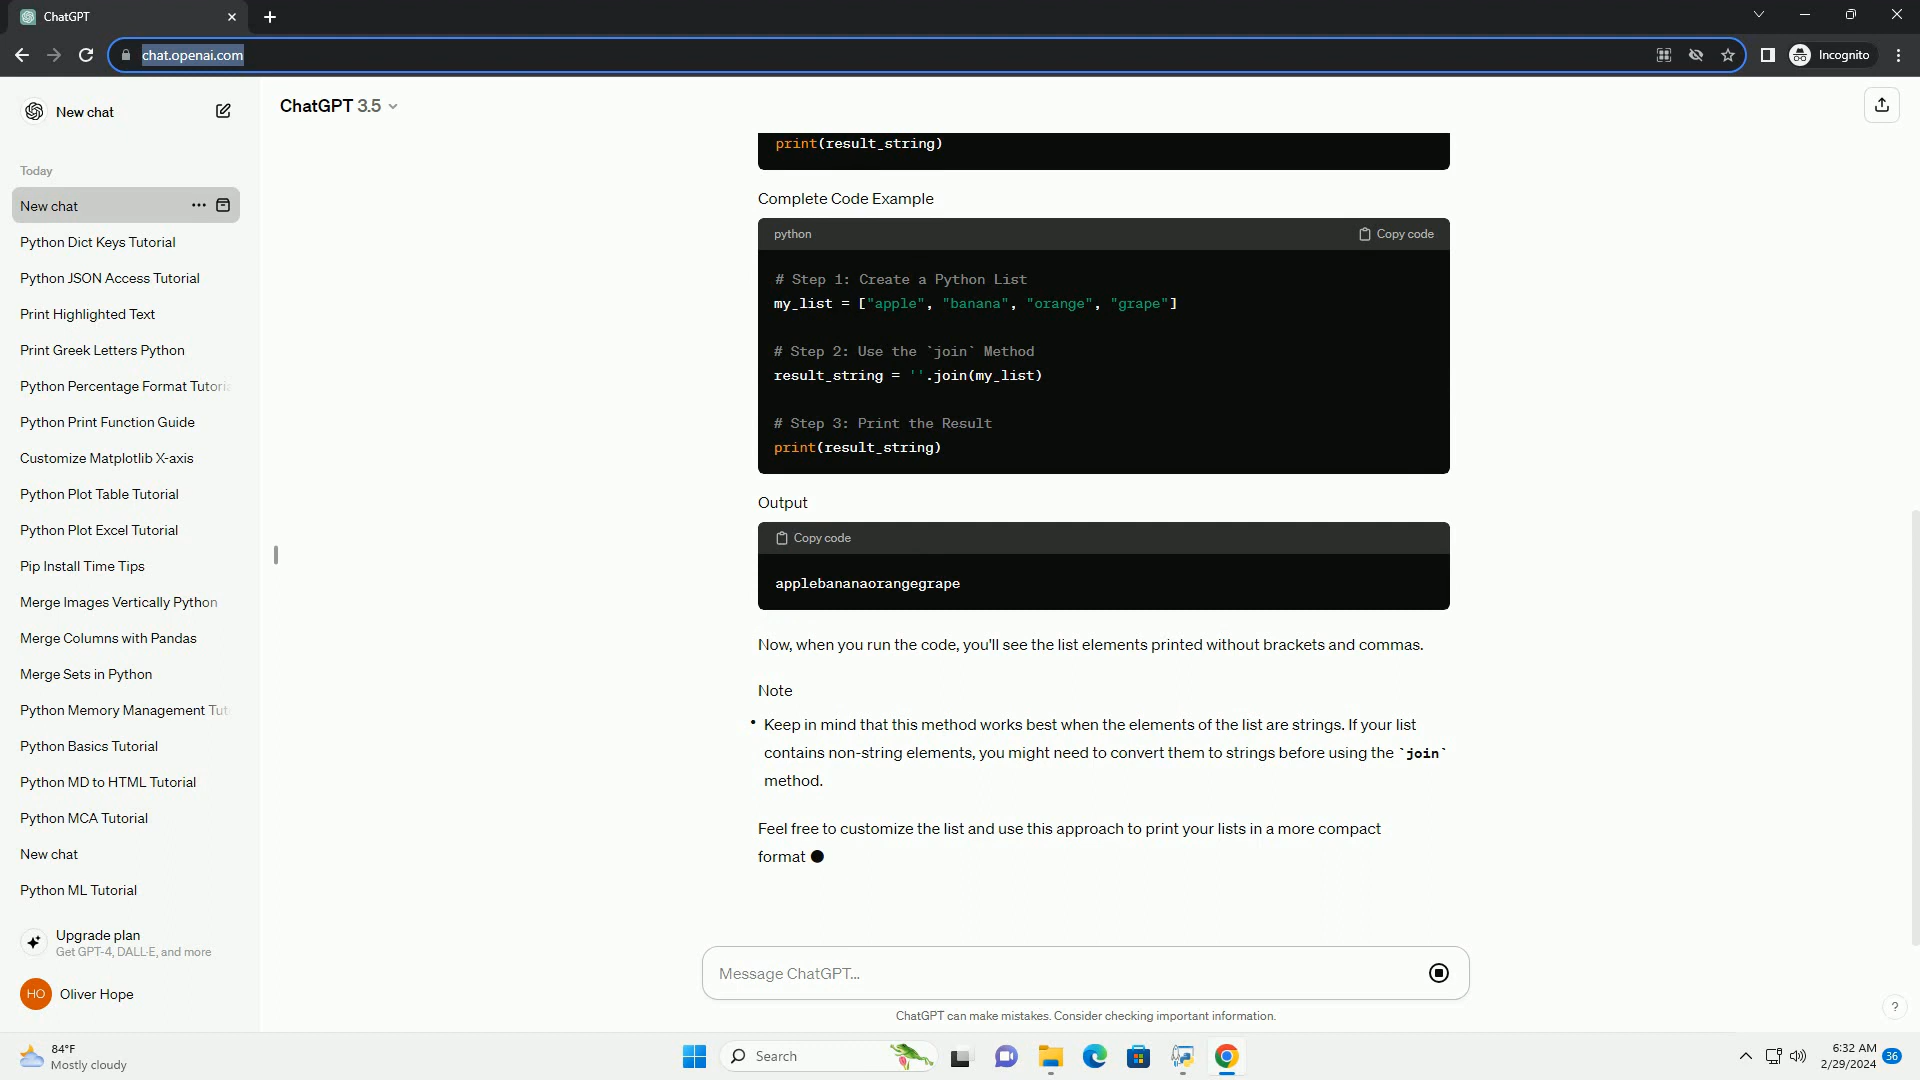 ChatGPT
chat.openai.com
Incognito
New chat
Today
New chat
Python Dict Keys Tutorial
Python JSON Access Tutorial
Print Highlighted Text
Print Greek Letters Python
Python Percentage Format Tutoria
Python Print Function Guide
Customize Matplotlib X-axis
Python Plot Table Tutorial
Python Plot Excel Tutorial
Pip Install Time Tips
Merge Images Vertically Python
Merge Columns with Pandas
Merge Sets in Python
Python Memory Management Tut
Python Basics Tutorial
Python MD to HTML Tutorial
Python MCA Tutorial
New chat
Python ML Tutorial
Upgrade plan
Get GPT-4, DALL·E, and more
HO Oliver Hope
ChatGPT 3.5
print(result_string)
Complete Code Example
python Copy code
# Step 1: Create a Python List
my_list = ["apple", "banana", "orange", "grape"]
# Step 2: Use the `join` Method
result_string = ''.join(my_list)
# Step 3: Print the Result
print(result_string)
Output
Copy code
applebananaorangegrape
Now, when you run the code, you'll see the list elements printed without brackets and commas.
Note
• Keep in mind that this method works best when the elements of the list are strings. If your list
contains non-string elements, you might need to convert them to strings before using the `join`
method.
Feel free to customize the list and use this approach to print your lists in a more compact
format
Message ChatGPT…
ChatGPT can make mistakes. Consider checking important information.
?
84°F
Mostly cloudy
Search
6:32 AM
2/29/2024
36